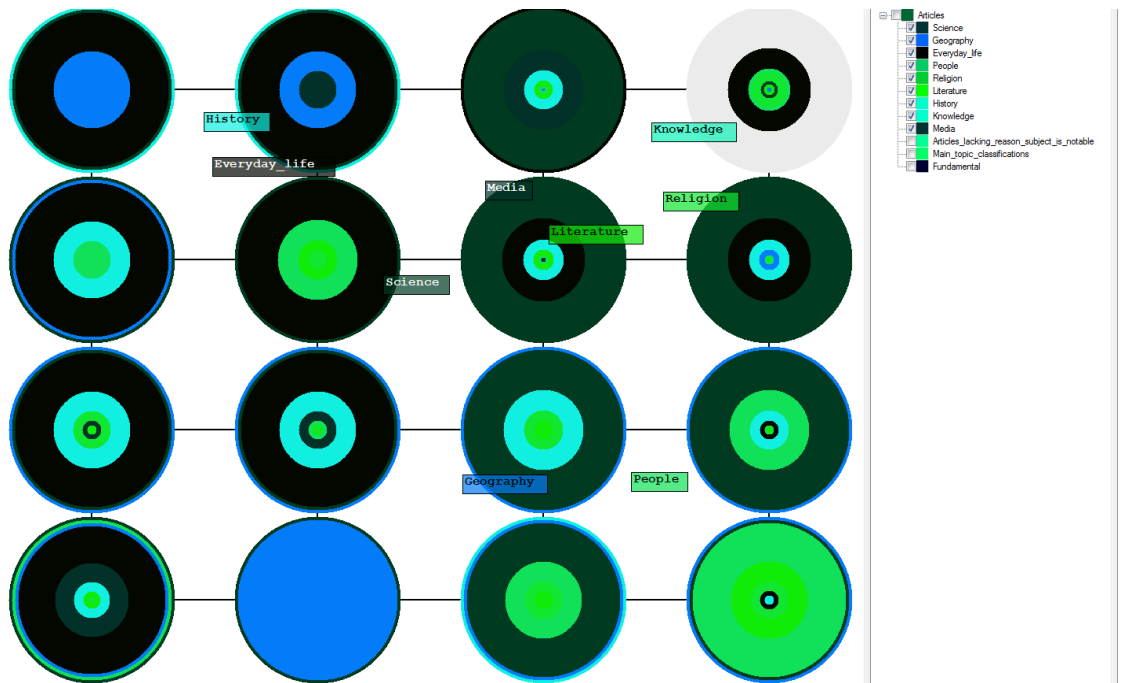 History
Everyday_life
Knowledge
Media
Religion
Literature
Science
Geography
People
Articles
Science
Geography
Everyday_life
People
Religion
Literature
History
Knowledge
Media
Articles_lacking_reason_subject_is_notable
Main_topic_classifications
Fundamental